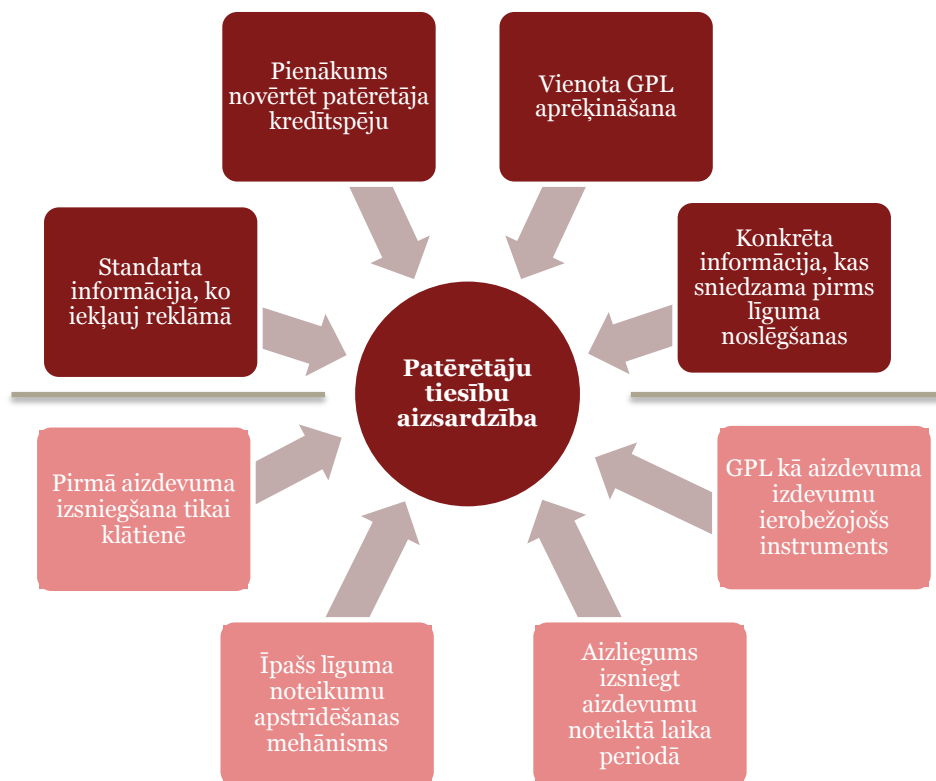 Pienākums
novērtēt patērētāja
kredītspēju
Vienota GPL
aprēķināšana
Standarta
informācija, ko
iekļauj reklāmā
Konkrēta
informācija, kas
sniedzama pirms
līguma
noslēgšanas
Patērētāju
tiesību
aizsardzība
Pirmā aizdevuma
izsniegšana tikai
klātienē
GPL kā aizdevuma
izdevumu
ierobežojošs
instruments
Īpašs līguma
noteikumu
apstrīdēšanas
mehānisms
Aizliegums
izsniegt
aizdevumu
noteiktā laika
periodā